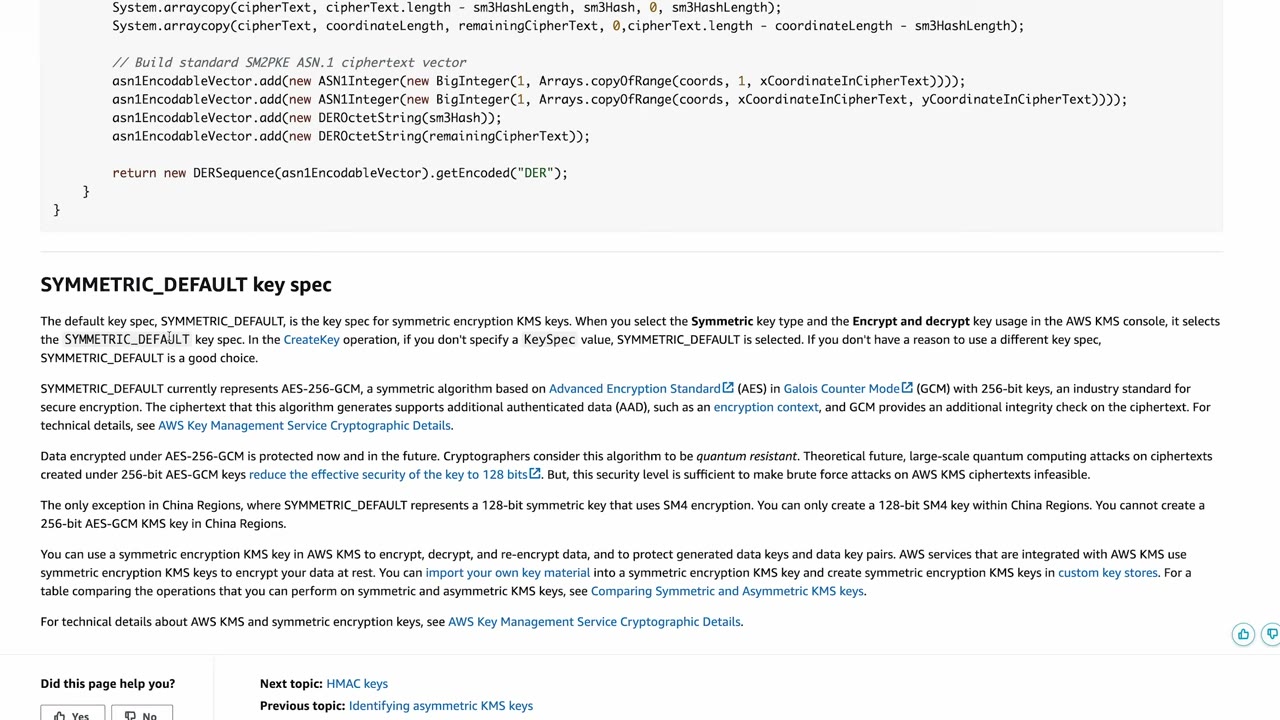 System.arraycopy(cipherText, cipherText.length - sm3HashLength, sm3Hash, 0, sm3HashLength);
System.arraycopy(cipherText, coordinateLength, remainingCipherText, 0,cipherText.length - coordinateLength - sm3HashLength);
// Build standard SM2PKE ASN.1 ciphertext vector
asn1EncodableVector.add(new ASN1Integer(new BigInteger(1, Arrays.copyOfRange(coords, 1, xCoordinateInCipherText))));
asn1EncodableVector.add(new ASN1Integer(new BigInteger(1, Arrays.copyOfRange(coords, xCoordinateInCipherText, yCoordinateInCipherText))));
asn1EncodableVector.add(new DEROctetString(sm3Hash));
asn1EncodableVector.add(new DEROctetString(remainingCipherText));
return new DERSequence(asn1EncodableVector).getEncoded("DER");
}
}
SYMMETRIC_DEFAULT key spec
The default key spec, SYMMETRIC_DEFAULT, is the key spec for symmetric encryption KMS keys. When you select the Symmetric key type and the Encrypt and decrypt key usage in the AWS KMS console, it selects
the SYMMETRIC_DEFAULT key spec. In the CreateKey operation, if you don't specify a KeySpec value, SYMMETRIC_DEFAULT is selected. If you don't have a reason to use a different key spec,
SYMMETRIC_DEFAULT is a good choice.
SYMMETRIC_DEFAULT currently represents AES-256-GCM, a symmetric algorithm based on Advanced Encryption Standard (AES) in Galois Counter Mode (GCM) with 256-bit keys, an industry standard for
secure encryption. The ciphertext that this algorithm generates supports additional authenticated data (AAD), such as an encryption context, and GCM provides an additional integrity check on the ciphertext. For
technical details, see AWS Key Management Service Cryptographic Details.
Data encrypted under AES-256-GCM is protected now and in the future. Cryptographers consider this algorithm to be quantum resistant. Theoretical future, large-scale quantum computing attacks on ciphertexts
created under 256-bit AES-GCM keys reduce the effective security of the key to 128 bits. But, this security level is sufficient to make brute force attacks on AWS KMS ciphertexts infeasible.
The only exception in China Regions, where SYMMETRIC_DEFAULT represents a 128-bit symmetric key that uses SM4 encryption. You can only create a 128-bit SM4 key within China Regions. You cannot create a
256-bit AES-GCM KMS key in China Regions.
You can use a symmetric encryption KMS key in AWS KMS to encrypt, decrypt, and re-encrypt data, and to protect generated data keys and data key pairs. AWS services that are integrated with AWS KMS use
symmetric encryption KMS keys to encrypt your data at rest. You can import your own key material into a symmetric encryption KMS key and create symmetric encryption KMS keys in custom key stores. For a
table comparing the operations that you can perform on symmetric and asymmetric KMS keys, see Comparing Symmetric and Asymmetric KMS keys.
For technical details about AWS KMS and symmetric encryption keys, see AWS Key Management Service Cryptographic Details.
Did this page help you?
Yes
No
Next topic: HMAC keys
Previous topic: Identifying asymmetric KMS keys